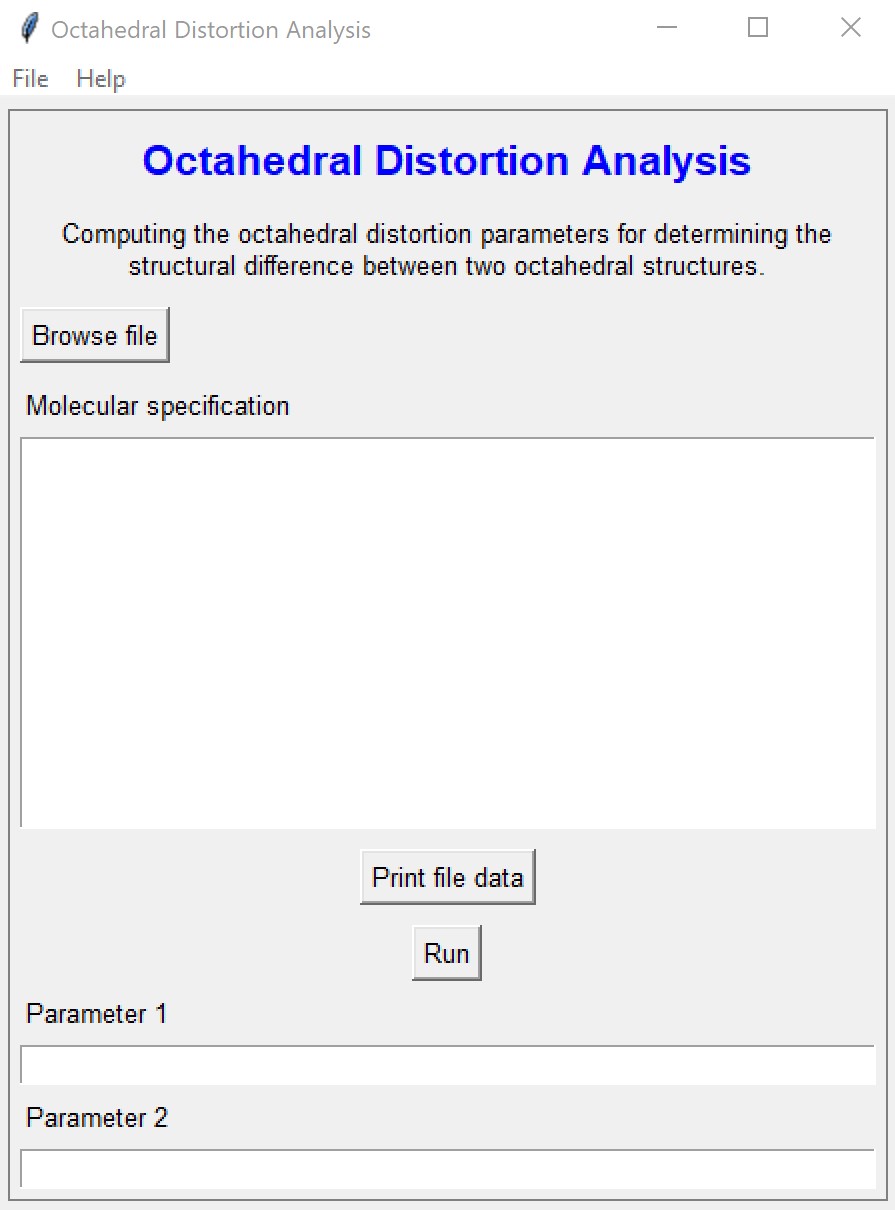 Octahedral Distortion Analysis
File Help
Octahedral Distortion Analysis
Computing the octahedral distortion parameters for determining the
structural difference between two octahedral structures.
Browse file
Molecular specification
Print file data
Run
Parameter 1
Parameter 2